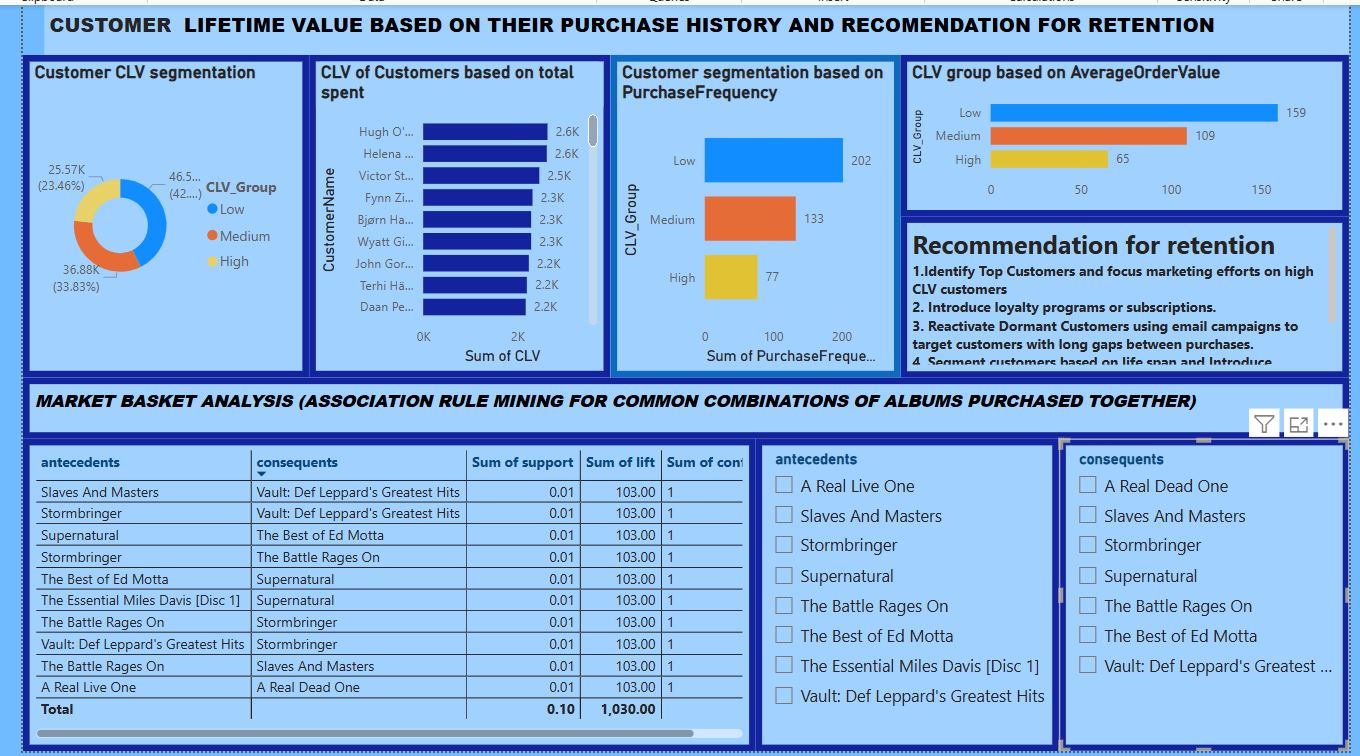 CUSTOMER LIFETIME VALUE BASED ON THEIR PURCHASE HISTORY AND RECOMENDATION FOR RETENTION
Customer CLV segmentation
25.57K
(23.46%)
46.5...
(42....)
36.88K
(33.83%)
CLV_Group
Low
Medium
High
CLV of Customers based on total
spent
CustomerName
Hugh O'... 2.6K
Helena ... 2.6K
Victor St... 2.5K
Fynn Zi... 2.3K
Bjørn Ha... 2.3K
Wyatt Gi... 2.3K
John Gor... 2.2K
Terhi Hä... 2.2K
Daan Pe... 2.2K
0K 2K
Sum of CLV
Customer segmentation based on
PurchaseFrequency
CLV_Group
Low 202
Medium 133
High 77
0 100 200
Sum of PurchaseFreque...
CLV group based on AverageOrderValue
CLV_Group
Low 159
Medium 109
High 65
0 50 100 150
Recommendation for retention
1.Identify Top Customers and focus marketing efforts on high
CLV customers
2. Introduce loyalty programs or subscriptions.
3. Reactivate Dormant Customers using email campaigns to
target customers with long gaps between purchases.
4. Segment customers based on life span and Introduce
MARKET BASKET ANALYSIS (ASSOCIATION RULE MINING FOR COMMON COMBINATIONS OF ALBUMS PURCHASED TOGETHER)
antecedents consequents Sum of support Sum of lift Sum of conf
Slaves And Masters Vault: Def Leppard's Greatest Hits 0.01 103.00 1
Stormbringer Vault: Def Leppard's Greatest Hits 0.01 103.00 1
Supernatural The Best of Ed Motta 0.01 103.00 1
Stormbringer The Battle Rages On 0.01 103.00 1
The Best of Ed Motta Supernatural 0.01 103.00 1
The Essential Miles Davis [Disc 1] Supernatural 0.01 103.00 1
The Battle Rages On Stormbringer 0.01 103.00 1
Vault: Def Leppard's Greatest Hits Stormbringer 0.01 103.00 1
The Battle Rages On Slaves And Masters 0.01 103.00 1
A Real Live One A Real Dead One 0.01 103.00 1
Total 0.10 1,030.00
antecedents
A Real Live One
Slaves And Masters
Stormbringer
Supernatural
The Battle Rages On
The Best of Ed Motta
The Essential Miles Davis [Disc 1]
Vault: Def Leppard's Greatest Hits
consequents
A Real Dead One
Slaves And Masters
Stormbringer
Supernatural
The Battle Rages On
The Best of Ed Motta
Vault: Def Leppard's Greatest ...